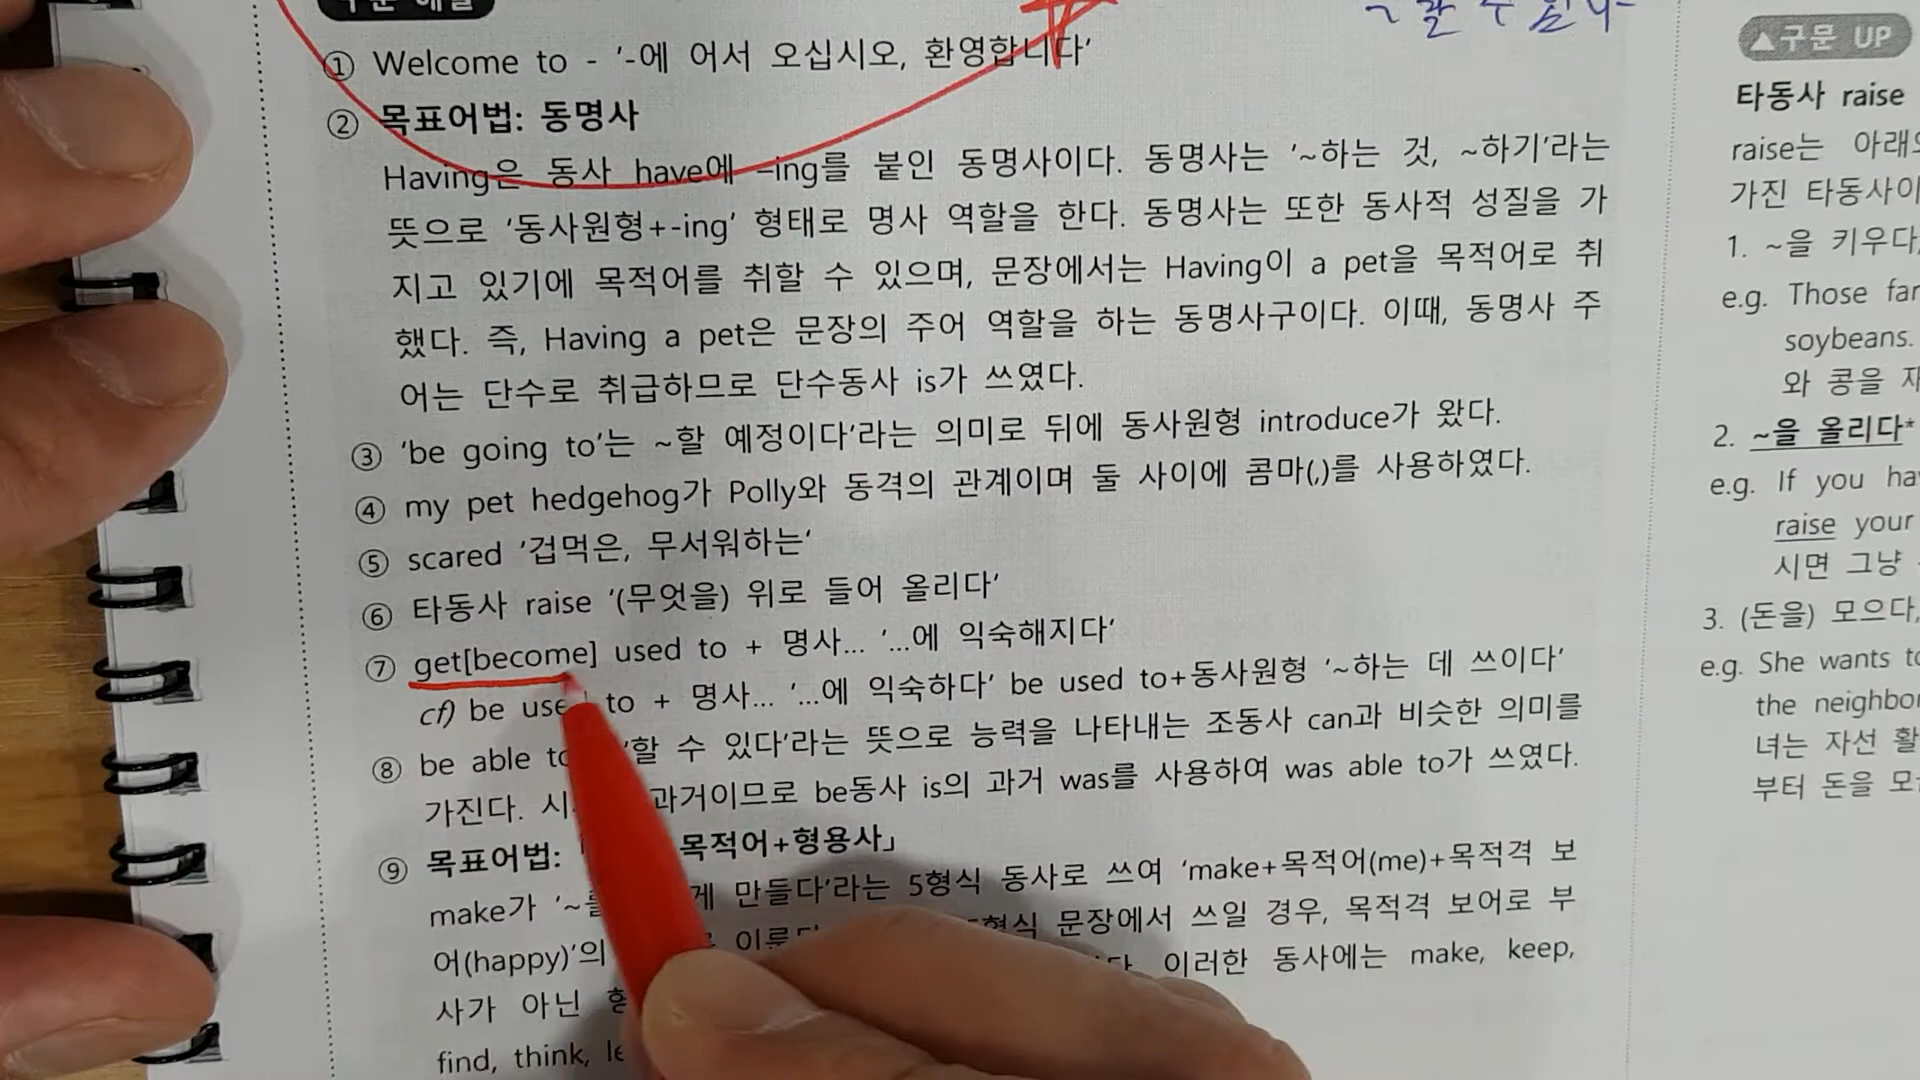 구문 해설
~할 수 있다
① Welcome to - '-에 어서 오십시오, 환영합니다'
② 목표어법: 동명사
Having은 동사 have에 –ing를 붙인 동명사이다. 동명사는 '~하는 것, ~하기'라는
뜻으로 '동사원형+-ing' 형태로 명사 역할을 한다. 동명사는 또한 동사적 성질을 가
지고 있기에 목적어를 취할 수 있으며, 문장에서는 Having이 a pet을 목적어로 취
했다. 즉, Having a pet은 문장의 주어 역할을 하는 동명사구이다. 이때, 동명사 주
어는 단수로 취급하므로 단수동사 is가 쓰였다.
③ 'be going to'는 ~할 예정이다'라는 의미로 뒤에 동사원형 introduce가 왔다.
④ my pet hedgehog가 Polly와 동격의 관계이며 둘 사이에 콤마(,)를 사용하였다.
⑤ scared '겁먹은, 무서워하는'
⑥ 타동사 raise '(무엇을) 위로 들어 올리다'
⑦ get[become] used to + 명사... '...에 익숙해지다'
cf) be used to + 명사... '...에 익숙하다' be used to+동사원형 '~하는 데 쓰이다'
⑧ be able to '할 수 있다'라는 뜻으로 능력을 나타내는 조동사 can과 비슷한 의미를
가진다. 과거이므로 be동사 is의 과거 was를 사용하여 was able to가 쓰였다.
⑨ 목표어법: 목적어+형용사」
make가 게 만들다'라는 5형식 동사로 쓰여 'make+목적어(me)+목적격 보
어(happy)'의 형식 문장에서 쓰일 경우, 목적격 보어로 부
사가 아닌 이러한 동사에는 make, keep,
find, think,
▲구문 UP
타동사 raise
raise는
가진
1. ~을 키우다,
e.g. Those
soybeans.
와 콩을
2. ~을 올리다*
e.g. If you
raise your
시면 그냥
3. (돈을) 모으다,
e.g. She wants
the
녀는 자선
부터 돈을